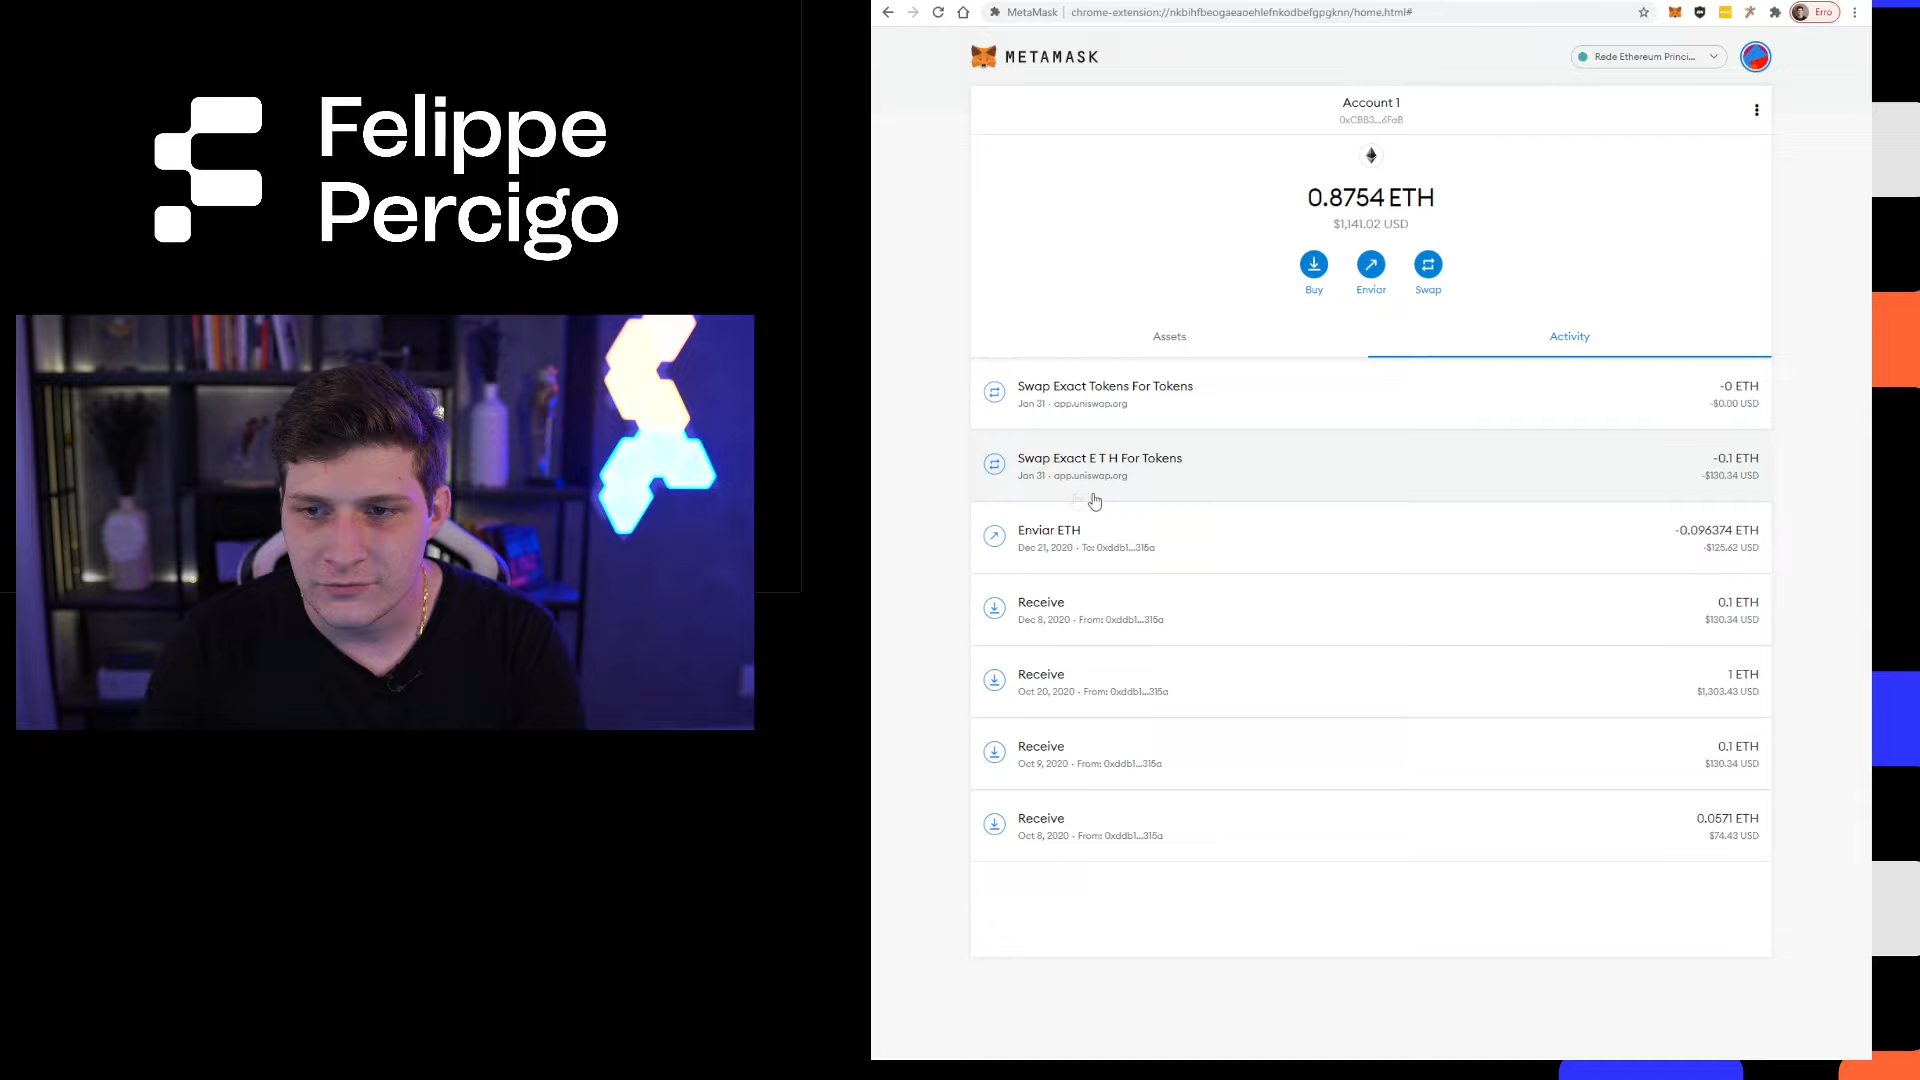 Felippe
Percigo
MetaMask
chrome-extension://nkbihfbeogaeaoehlefnkodbefgpgknn/home.html#
Erro
METAMASK
Rede Ethereum Princi...
Account 1
0xCBB3...6FaB
0.8754 ETH
$1,141.02 USD
Buy
Enviar
Swap
Assets
Activity
Swap Exact Tokens For Tokens
-0 ETH
Jan 31 · app.uniswap.org
-$0.00 USD
Swap Exact E T H For Tokens
-0.1 ETH
Jan 31 · app.uniswap.org
-$130.34 USD
Enviar ETH
-0.096374 ETH
Dec 21, 2020 · To: 0xddb1...315a
-$125.62 USD
Receive
0.1 ETH
Dec 8, 2020 · From: 0xddb1...315a
$130.34 USD
Receive
1 ETH
Oct 20, 2020 · From: 0xddb1...315a
$1,303.43 USD
Receive
0.1 ETH
Oct 9, 2020 · From: 0xddb1...315a
$130.34 USD
Receive
0.0571 ETH
Oct 8, 2020 · From: 0xddb1...315a
$74.43 USD